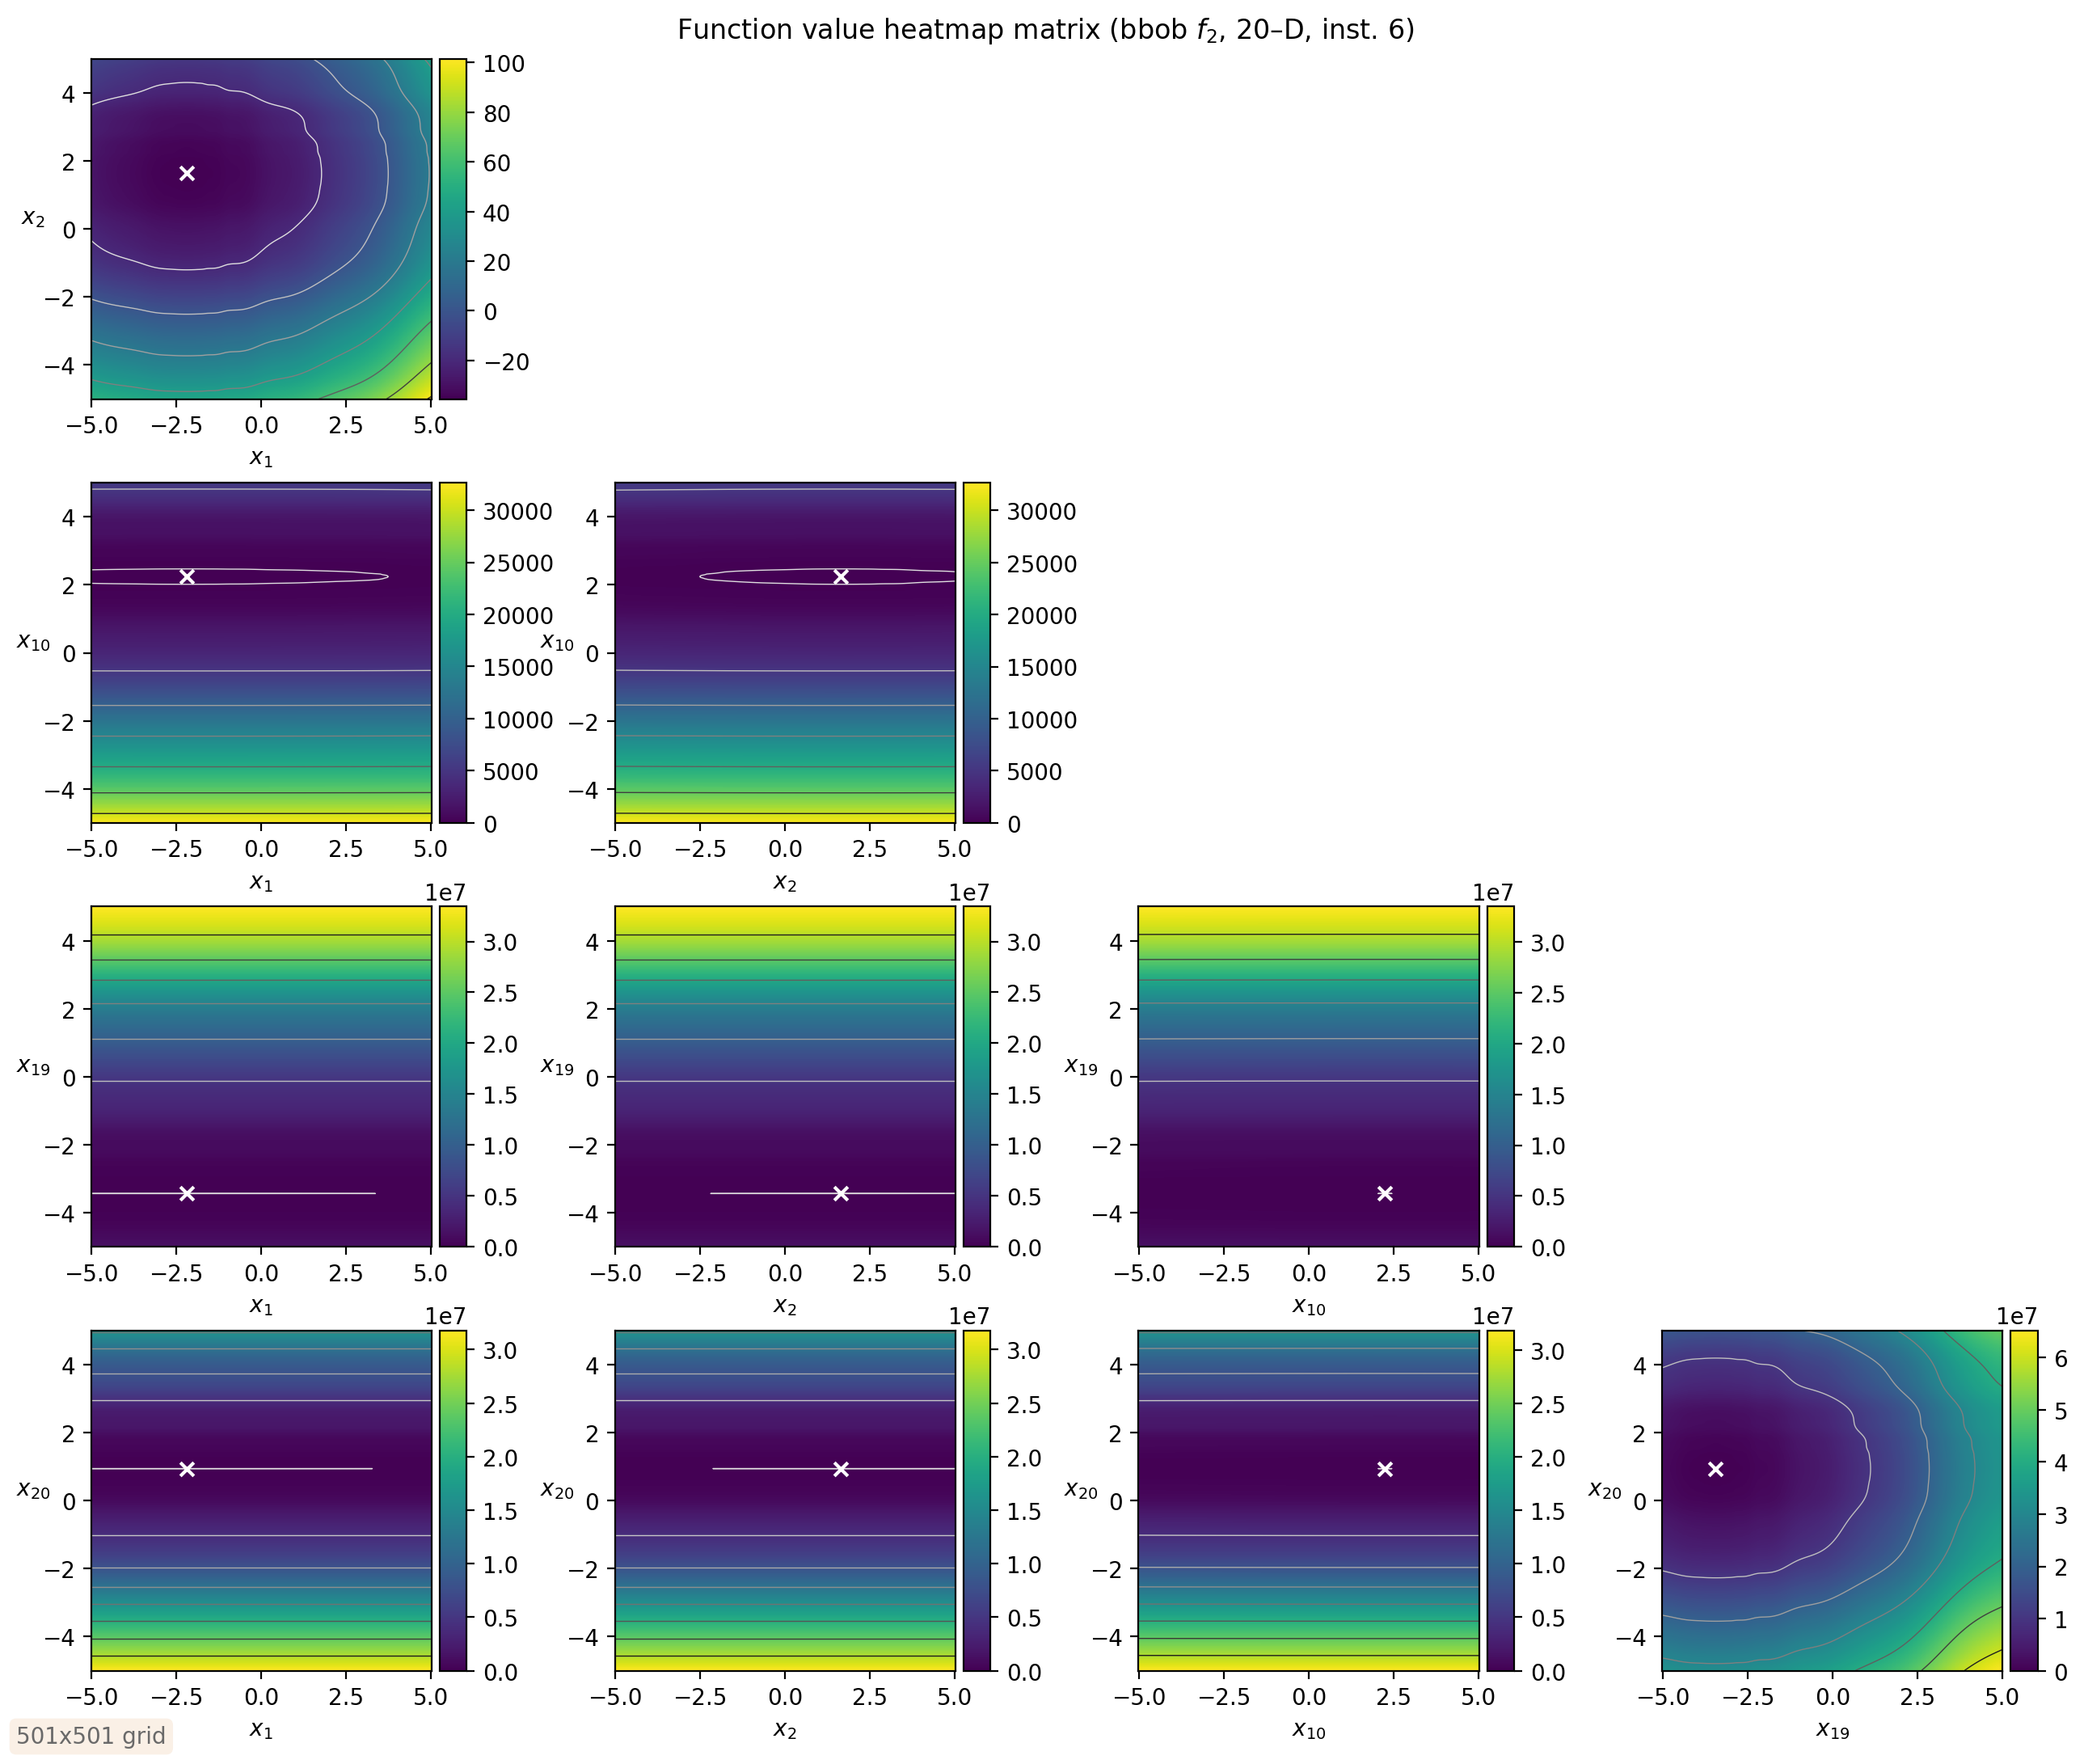 Function value heatmap matrix (bbob f2, 20–D, inst. 6)
100
4
80
2
60
x2
0
40
20
−2
0
−4
−20
−5.0 −2.5 0.0 2.5 5.0
x1
4 30000 4 30000
25000 25000
2 2
20000 20000
x10 0 15000 x10 0 15000
−2 10000 −2 10000
5000 5000
−4 −4
0 0
−5.0 −2.5 0.0 2.5 5.0 −5.0 −2.5 0.0 2.5 5.0
x1 x2
1e7 1e7 1e7
4 3.0 4 3.0 4 3.0
2.5 2.5 2.5
2 2 2
2.0 2.0 2.0
x19 0 x19 0 x19 0
1.5 1.5 1.5
−2 1.0 −2 1.0 −2 1.0
−4 0.5 −4 0.5 −4 0.5
0.0 0.0 0.0
−5.0 −2.5 0.0 2.5 5.0 −5.0 −2.5 0.0 2.5 5.0 −5.0 −2.5 0.0 2.5 5.0
x1 x2 x10
1e7 1e7 1e7 1e7
4 3.0 4 3.0 4 3.0 4 6
2.5 2.5 2.5 5
2 2 2 2
2.0 2.0 2.0 4
x20 0 1.5 x20 0 1.5 x20 0 1.5 x20 0 3
−2 1.0 −2 1.0 −2 1.0 −2 2
−4 0.5 −4 0.5 −4 0.5 −4 1
0.0 0.0 0.0 0
−5.0 −2.5 0.0 2.5 5.0 −5.0 −2.5 0.0 2.5 5.0 −5.0 −2.5 0.0 2.5 5.0 −5.0 −2.5 0.0 2.5 5.0
x1 x2 x10 x19
501x501 grid